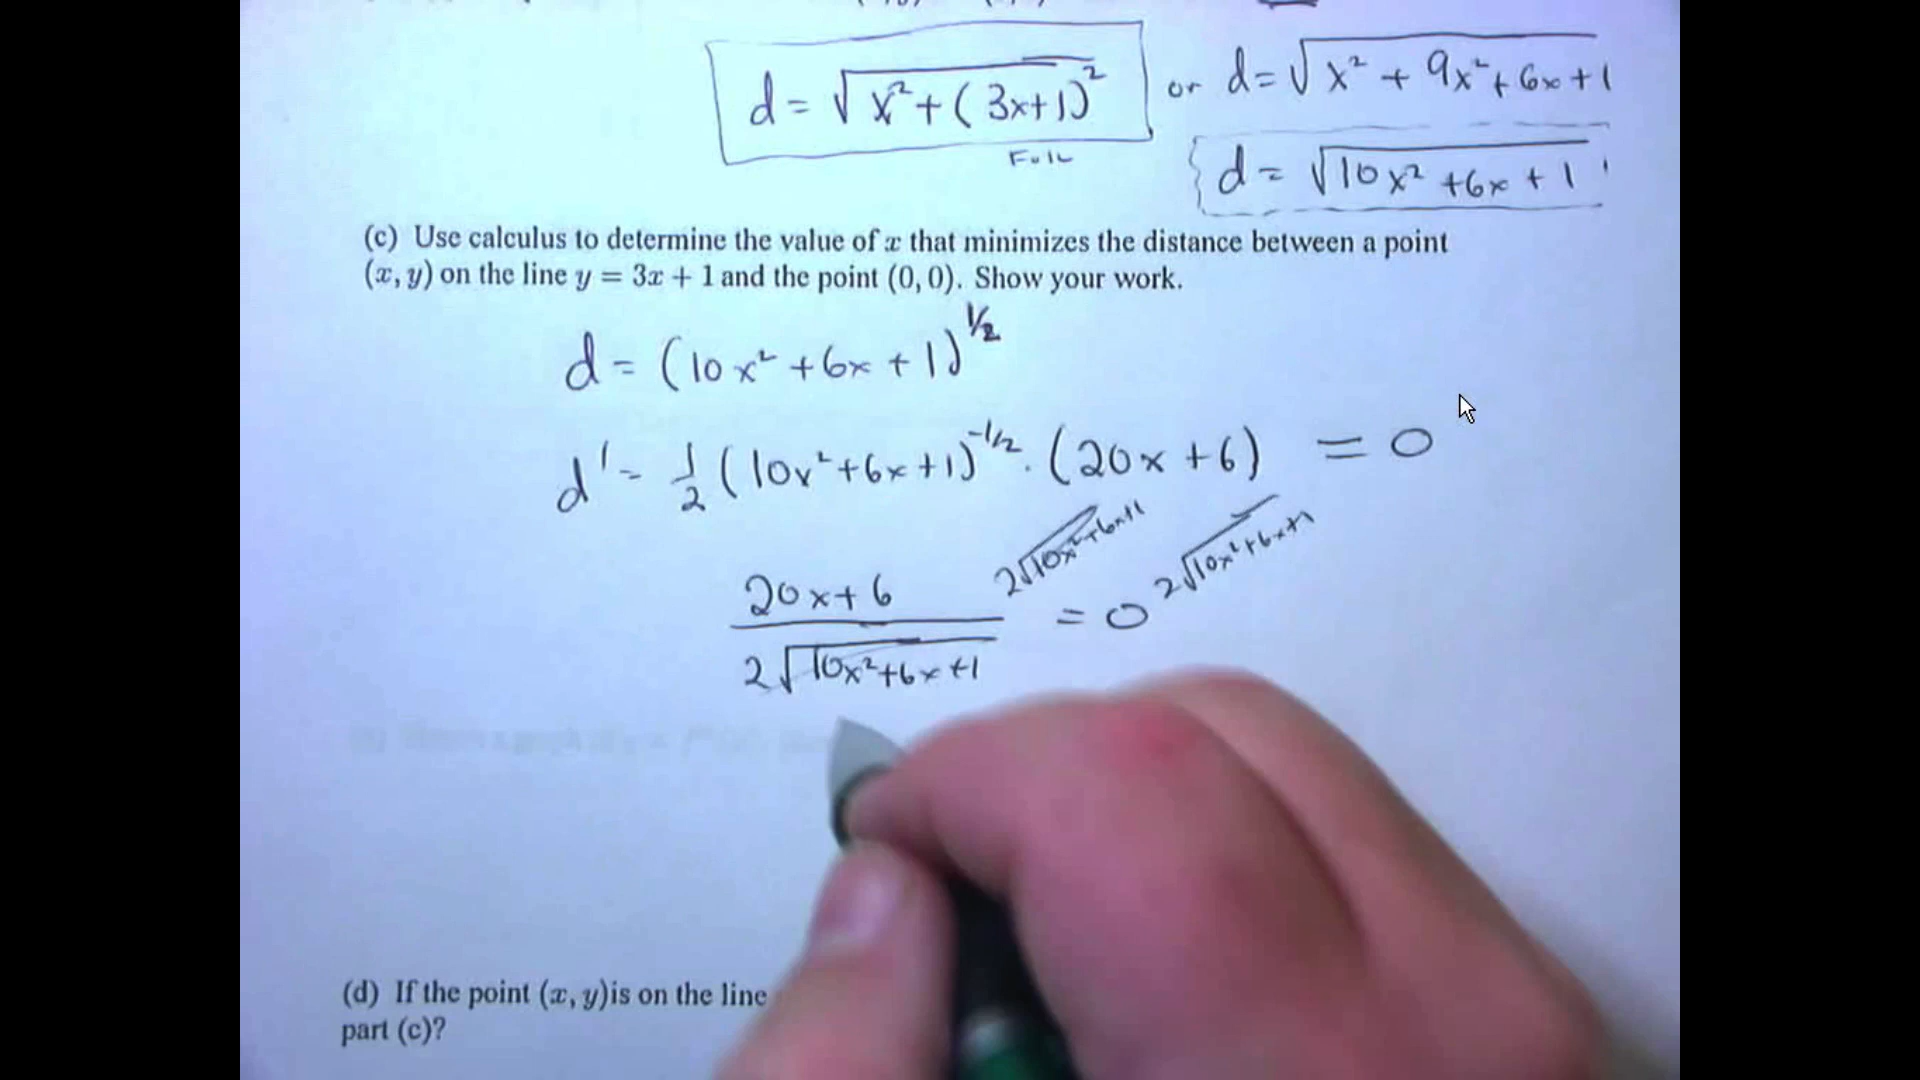 d = √x² + (3x+1)² or d = √x² + 9x² + 6x + 1
FOIL
d = √10x² + 6x + 1
(c) Use calculus to determine the value of x that minimizes the distance between a point
(x, y) on the line y = 3x + 1 and the point (0, 0). Show your work.
d = (10x² + 6x + 1)^1/2
d' = 1/2 (10x² + 6x + 1)^-1/2 · (20x + 6) = 0
2√10x²+6x+1 2√10x²+6x+1
20x + 6 / 2√10x²+6x+1 = 0
(d) If the point (x, y)is on the line
part (c)?